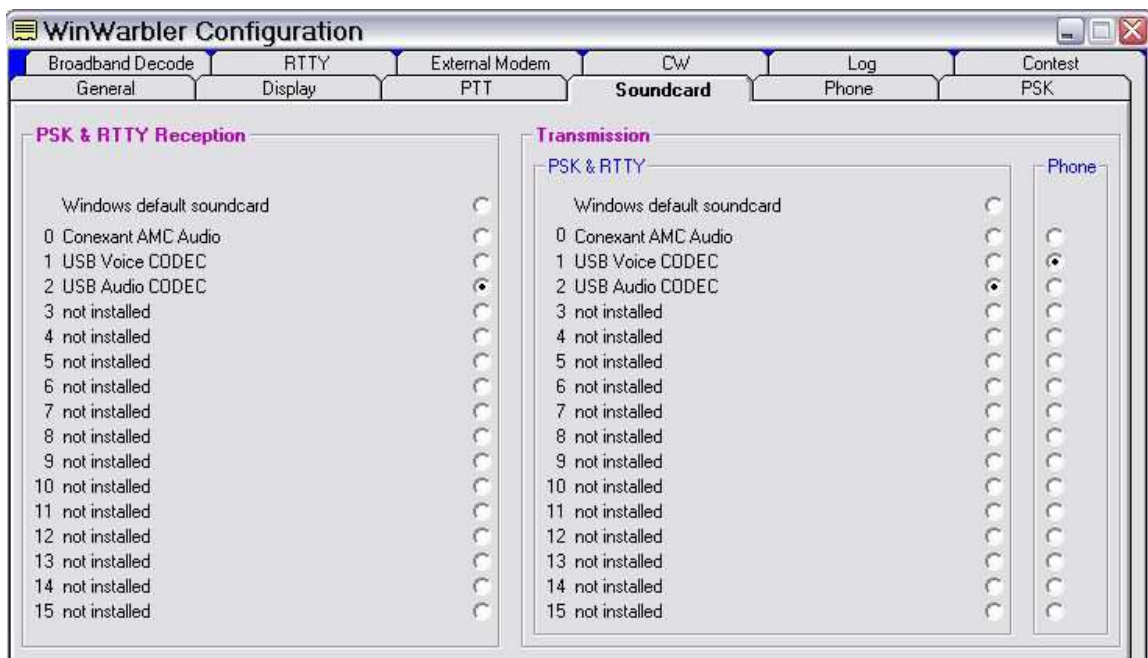 WinWarbler Configuration
Broadband Decode RTTY External Modem CW Log Contest
General Display PTT Soundcard Phone PSK
PSK & RTTY Reception
Windows default soundcard
0 Conexant AMC Audio
1 USB Voice CODEC
2 USB Audio CODEC
3 not installed
4 not installed
5 not installed
6 not installed
7 not installed
8 not installed
9 not installed
10 not installed
11 not installed
12 not installed
13 not installed
14 not installed
15 not installed
Transmission
PSK & RTTY
Windows default soundcard
0 Conexant AMC Audio
1 USB Voice CODEC
2 USB Audio CODEC
3 not installed
4 not installed
5 not installed
6 not installed
7 not installed
8 not installed
9 not installed
10 not installed
11 not installed
12 not installed
13 not installed
14 not installed
15 not installed
Phone